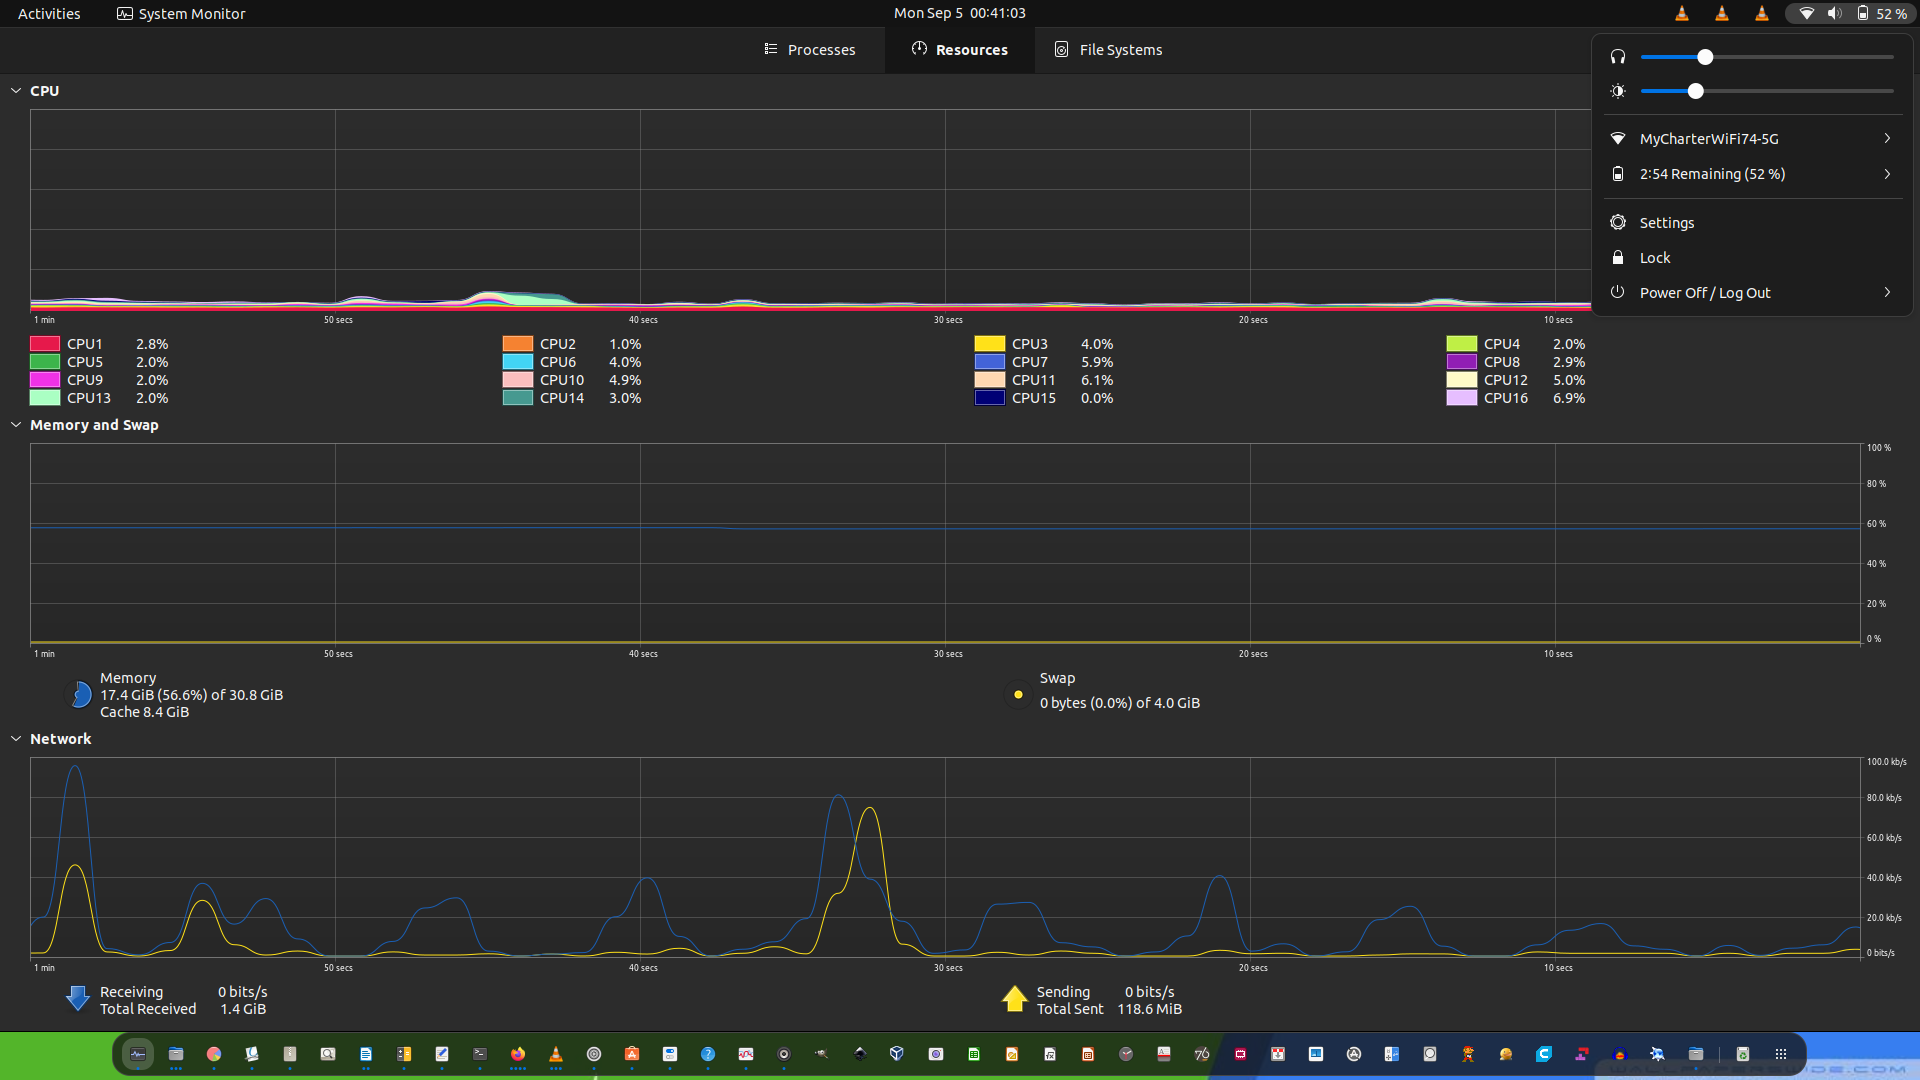 Activities System Monitor Mon Sep 5 00:41:03 52 %
Processes Resources File Systems
CPU
MyCharterWiFi74-5G
2:54 Remaining (52 %)
Settings
Lock
Power Off / Log Out
1 min 50 secs 40 secs 30 secs 20 secs 10 secs
CPU1 2.8% CPU2 1.0% CPU3 4.0% CPU4 2.0%
CPU5 2.0% CPU6 4.0% CPU7 5.9% CPU8 2.9%
CPU9 2.0% CPU10 4.9% CPU11 6.1% CPU12 5.0%
CPU13 2.0% CPU14 3.0% CPU15 0.0% CPU16 6.9%
Memory and Swap
100 %
80 %
60 %
40 %
20 %
0 %
1 min 50 secs 40 secs 30 secs 20 secs 10 secs
Memory
17.4 GiB (56.6%) of 30.8 GiB
Cache 8.4 GiB
Swap
0 bytes (0.0%) of 4.0 GiB
Network
100.0 kb/s
80.0 kb/s
60.0 kb/s
40.0 kb/s
20.0 kb/s
0 bits/s
1 min 50 secs 40 secs 30 secs 20 secs 10 secs
Receiving 0 bits/s
Total Received 1.4 GiB
Sending 0 bits/s
Total Sent 118.6 MiB
76